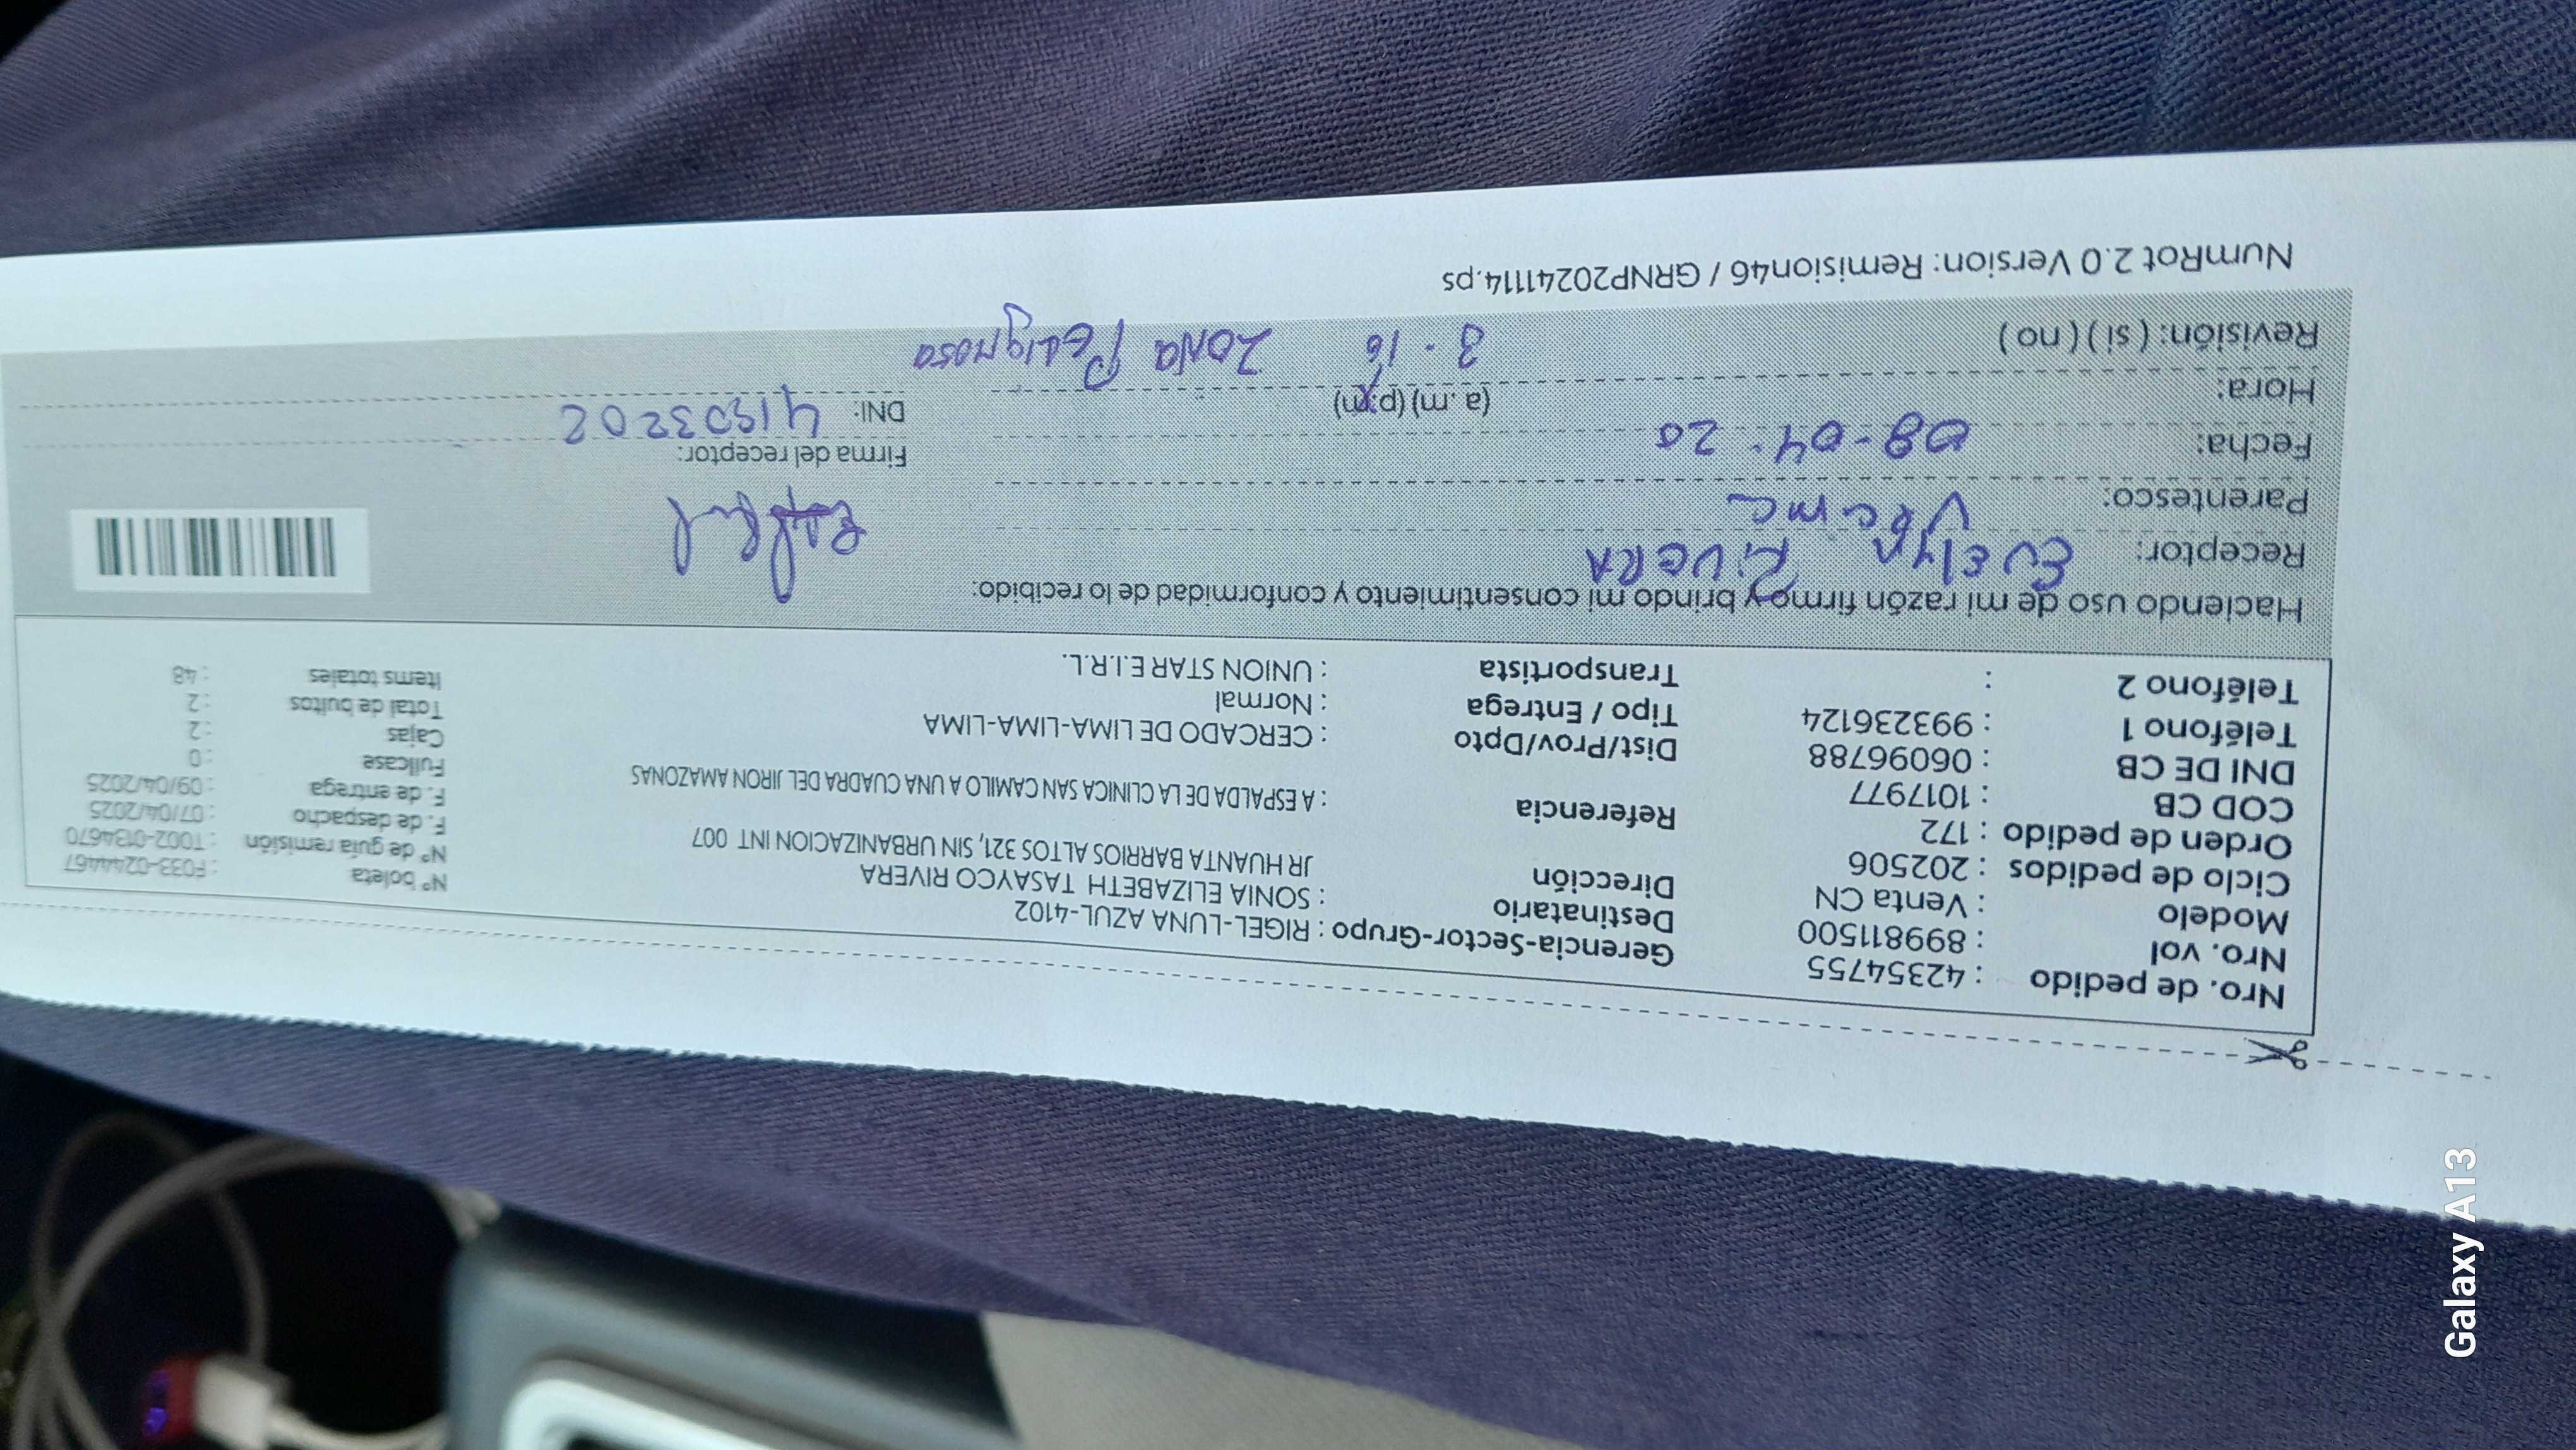 Nro. de pedido : 42354755
Nro. vol : 899811500
Modelo : Venta CN
Ciclo de pedidos : 202506
Orden de pedido : 172
COD CB : 1017977
DNI DE CB : 06096788
Teléfono 1 : 993236124
Teléfono 2 :
Gerencia-Sector-Grupo : RIGEL-LUNA AZUL-4102
Destinatario : SONIA ELIZABETH TASAYCO RIVERA
Dirección JR HUANTA BARRIOS ALTOS 321, SIN URBANIZACION INT 007
Referencia : A ESPALDA DE LA CLINICA SAN CAMILO A UNA CUADRA DEL JIRON AMAZONAS
Dist/Prov/Dpto : CERCADO DE LIMA-LIMA-LIMA
Tipo / Entrega : Normal
Transportista : UNION STAR E.I.R.L.
Nº boleta : F033-0244467
Nº de guía remisión : T002-0134670
F. de despacho : 07/04/2025
F. de entrega : 09/04/2025
Fullcase : 0
Cajas : 2
Total de bultos : 2
Items totales : 48
Haciendo uso de mi razón firmo y brindo mi consentimiento y conformidad de lo recibido:
Receptor: Evelyn RiVERA
Parentesco:
Fecha: 08-04-20
Hora: (a. m) (p.m)
Revisión: ( si ) ( no ) 3-16 ZONA Peligrosa
Firma del receptor:
DNI: 41503202
NumRot 2.0 Version: Remision46 / GRNP20241114.ps
Galaxy A13